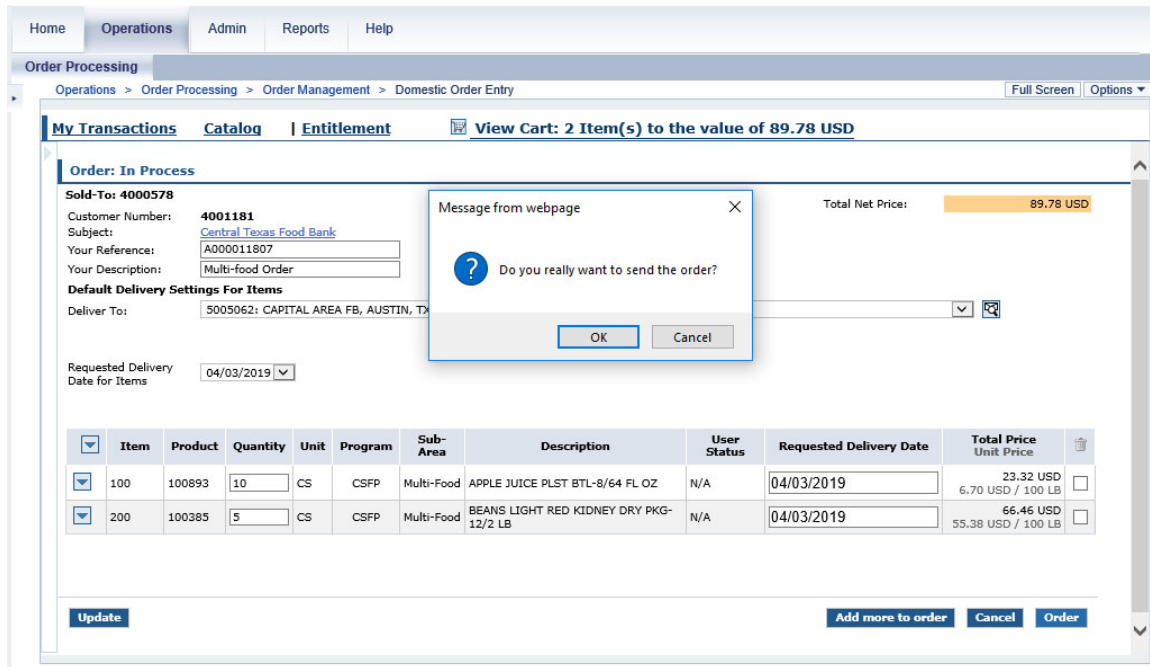 Home Operations Admin Reports Help
Order Processing
Operations > Order Processing > Order Management > Domestic Order Entry Full Screen Options
My Transactions Catalog | Entitlement View Cart: 2 Item(s) to the value of 89.78 USD
Order: In Process
Sold-To: 4000578
Customer Number: 4001181
Subject: Central Texas Food Bank
Your Reference: A000011807
Your Description: Multi-food Order
Total Net Price: 89.78 USD
Default Delivery Settings For Items
Deliver To: 5005062: CAPITAL AREA FB, AUSTIN, TX
Message from webpage
Do you really want to send the order?
OK Cancel
Requested Delivery
Date for Items 04/03/2019
Item Product Quantity Unit Program Sub-Area Description User Status Requested Delivery Date Total Price Unit Price
100 100893 10 CS CSFP Multi-Food APPLE JUICE PLST BTL-8/64 FL OZ N/A 04/03/2019 23.32 USD
6.70 USD / 100 LB
200 100385 5 CS CSFP Multi-Food BEANS LIGHT RED KIDNEY DRY PKG-12/2 LB N/A 04/03/2019 66.46 USD
55.38 USD / 100 LB
Update Add more to order Cancel Order